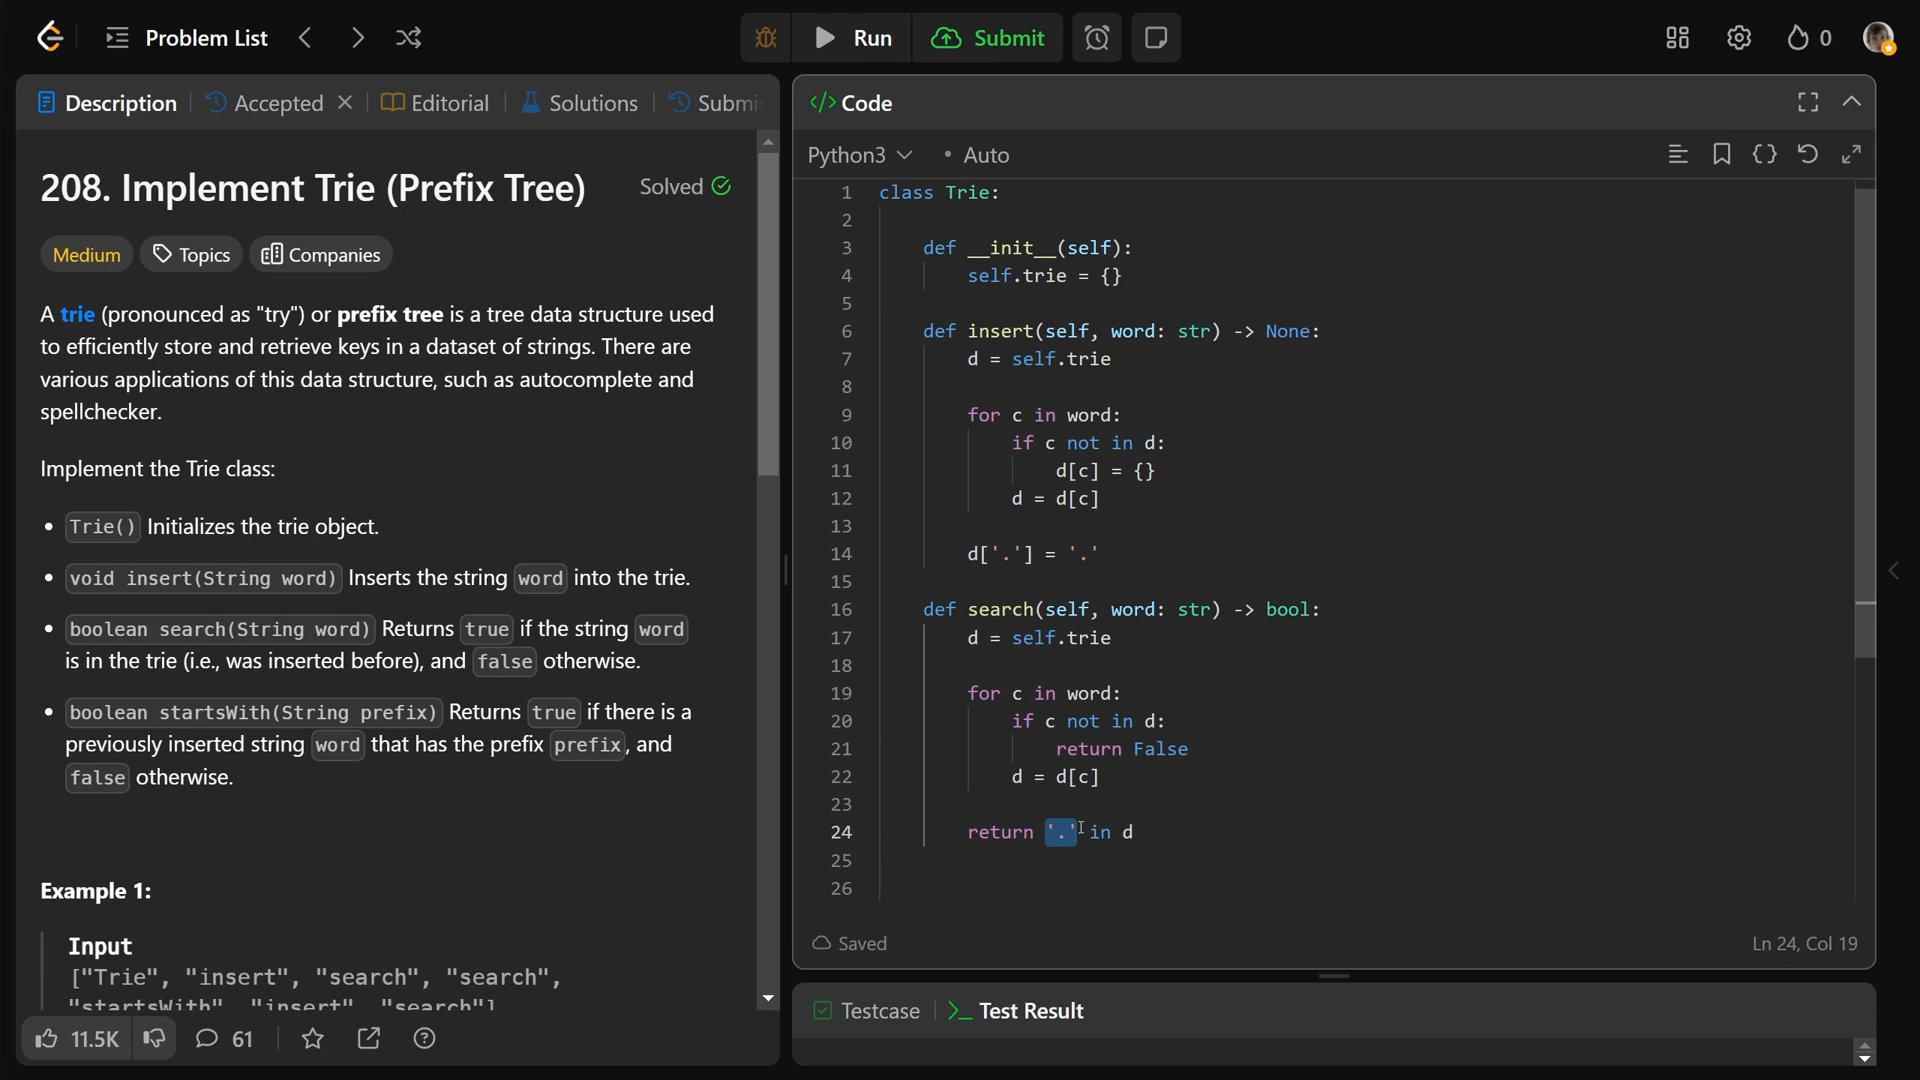 Problem List
Run
Submit
0
Description
Accepted
Editorial
Solutions
208. Implement Trie (Prefix Tree)
Solved
Medium
Topics
Companies
A trie (pronounced as "try") or prefix tree is a tree data structure used
to efficiently store and retrieve keys in a dataset of strings. There are
various applications of this data structure, such as autocomplete and
spellchecker.
Implement the Trie class:
• Trie() Initializes the trie object.
• void insert(String word) Inserts the string word into the trie.
• boolean search(String word) Returns true if the string word
is in the trie (i.e., was inserted before), and false otherwise.
• boolean startsWith(String prefix) Returns true if there is a
previously inserted string word that has the prefix prefix, and
false otherwise.
Example 1:
Input
["Trie", "insert", "search", "search",
"startsWith", "insert", "search"]
11.5K
61
</> Code
Python3
• Auto
1 class Trie:
2
3 def __init__(self):
4 self.trie = {}
5
6 def insert(self, word: str) -> None:
7 d = self.trie
8
9 for c in word:
10 if c not in d:
11 d[c] = {}
12 d = d[c]
13
14 d['.'] = '.'
15
16 def search(self, word: str) -> bool:
17 d = self.trie
18
19 for c in word:
20 if c not in d:
21 return False
22 d = d[c]
23
24 return '.' in d
25
26
Saved
Ln 24, Col 19
Testcase
>_ Test Result